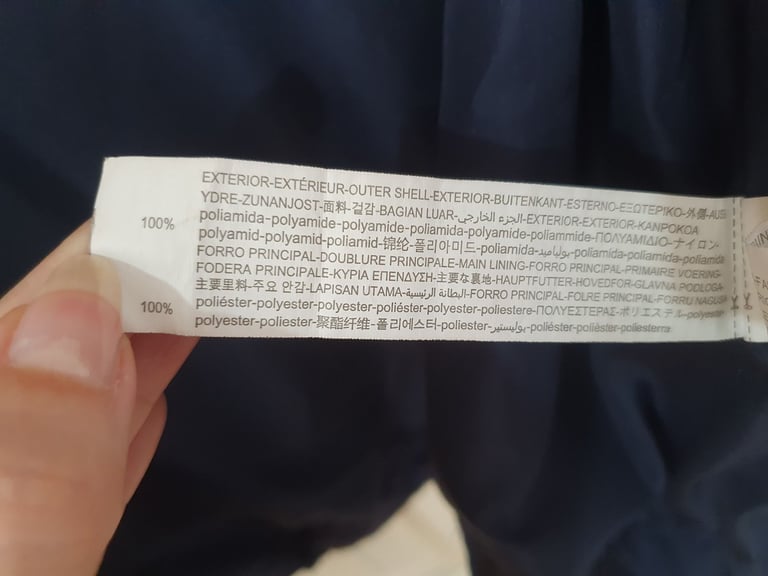 EXTERIOR-EXTÉRIEUR-OUTER SHELL-EXTERIOR-BUITENKANT-ESTERNO-ΕΞΩΤΕΡΙΚΟ-外側-AUSS
YDRE-ZUNANJOST-面料-겉감-BAGIAN LUAR-الجزء الخارجي-EXTERIOR-EXTERIOR-KANPOKOA
100% poliamida-polyamide-polyamide-poliamida-polyamide-poliammide-ΠΟΛΥΑΜΙΔΙΟ-ナイロン-
polyamid-polyamid-poliamid-锦纶-폴리아미드-poliamida-بولياميد-poliamida-poliamida-poliamida
FORRO PRINCIPAL-DOUBLURE PRINCIPALE-MAIN LINING-FORRO PRINCIPAL-PRIMAIRE VOERING-
FODERA PRINCIPALE-ΚΥΡΙΑ ΕΠΕΝΔΥΣΗ-主要な裏地-HAUPTFUTTER-HOVEDFOR-GLAVNA PODLOGA-
主要里料-주요 안감-LAPISAN UTAMA-البطانة الرئيسية-FORRO PRINCIPAL-FOLRE PRINCIPAL-FORRU NAGUSIA
100% poliéster-polyester-polyester-poliéster-polyester-poliestere-ΠΟΛΥΕΣΤΕΡΑΣ-ポリエステル-polyester-
polyester-poliester-聚酯纤维-폴리에스터-poliester-بوليستير-poliéster-polièster-poliesterra